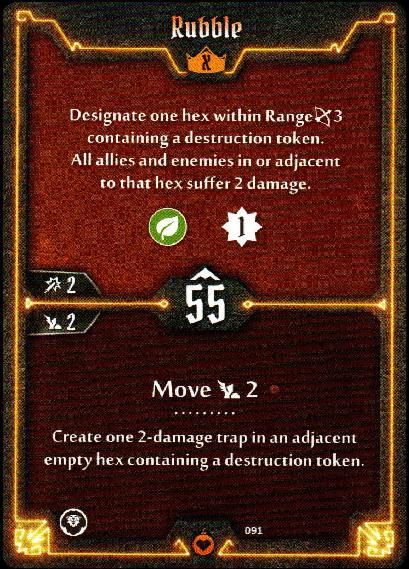 Rubble
X
Designate one hex within Range 3
containing a destruction token.
All allies and enemies in or adjacent
to that hex suffer 2 damage.
1
2
55
2
Move 2
Create one 2-damage trap in an adjacent
empty hex containing a destruction token.
091